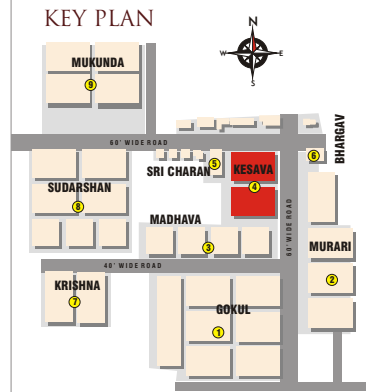 KEY PLAN
N
W E
S
MUKUNDA
9
60' WIDE ROAD
BHARGAV
6
SRI CHARAN
5
KESAVA
4
SUDARSHAN
8
MADHAVA
3
60' WIDE ROAD
MURARI
2
40' WIDE ROAD
KRISHNA
7
GOKUL
1